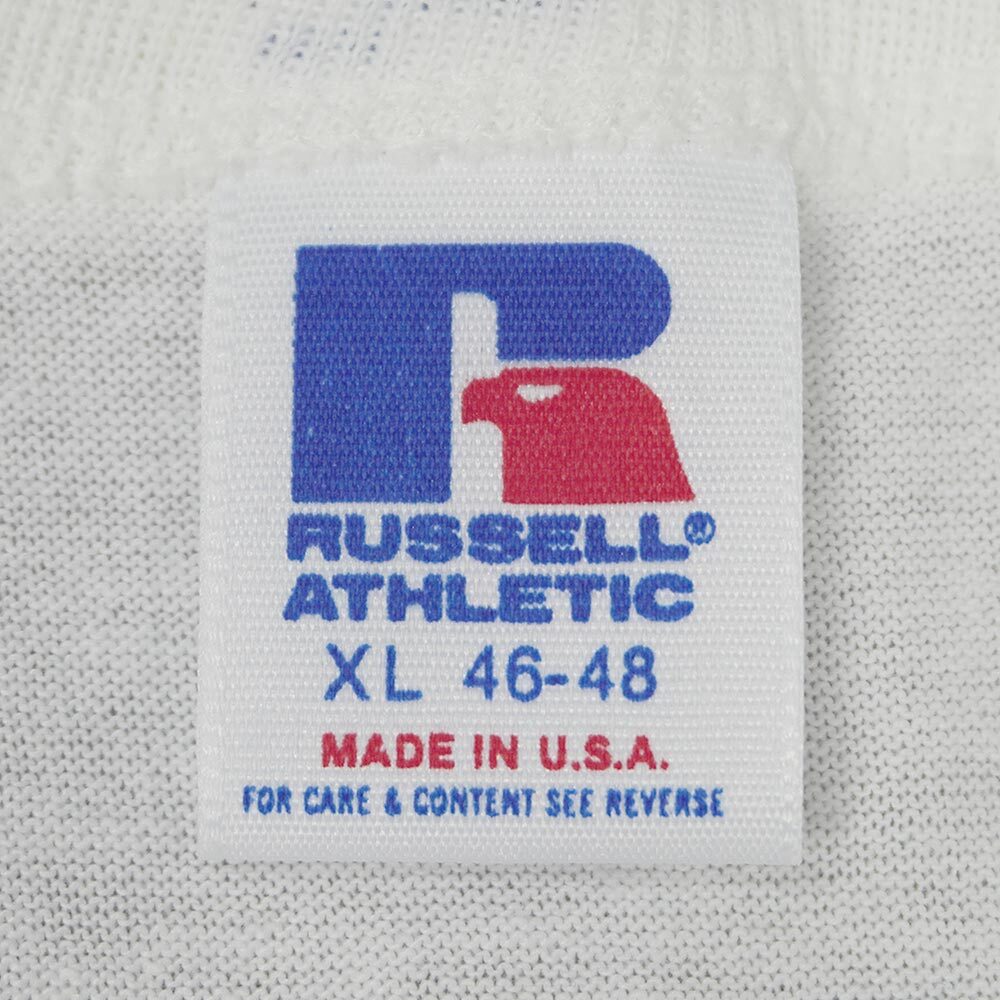 RUSSELL®
ATHLETIC
XL 46-48
MADE IN U.S.A.
FOR CARE & CONTENT SEE REVERSE